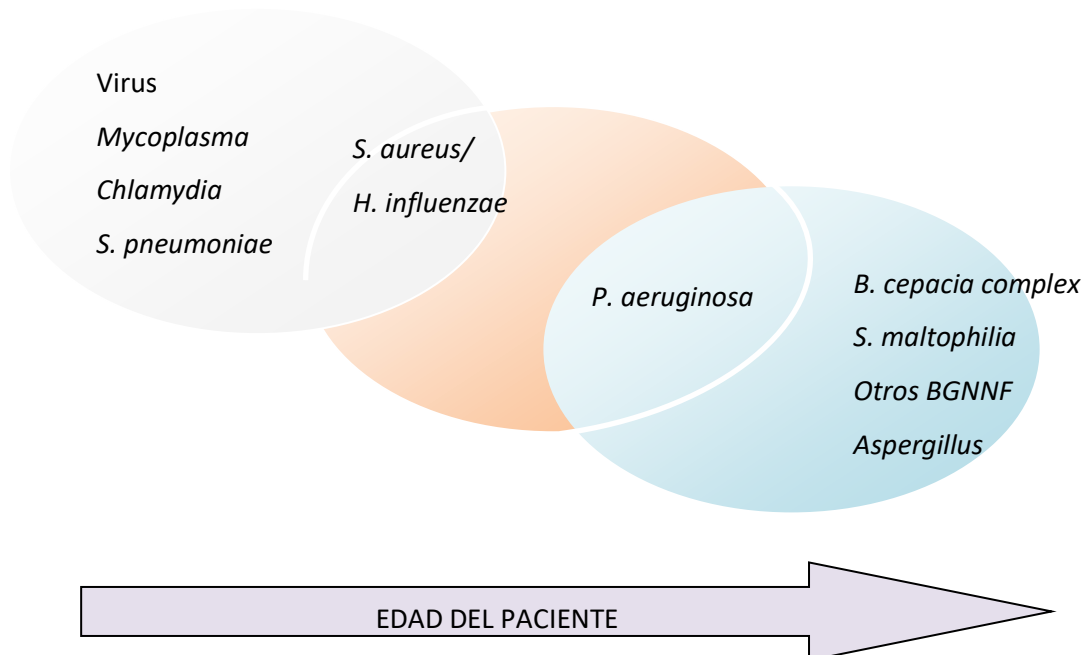 Virus
Mycoplasma
Chlamydia
S. pneumoniae
S. aureus/
H. influenzae
P. aeruginosa
B. cepacia complex
S. maltophilia
Otros BGNNF
Aspergillus
EDAD DEL PACIENTE